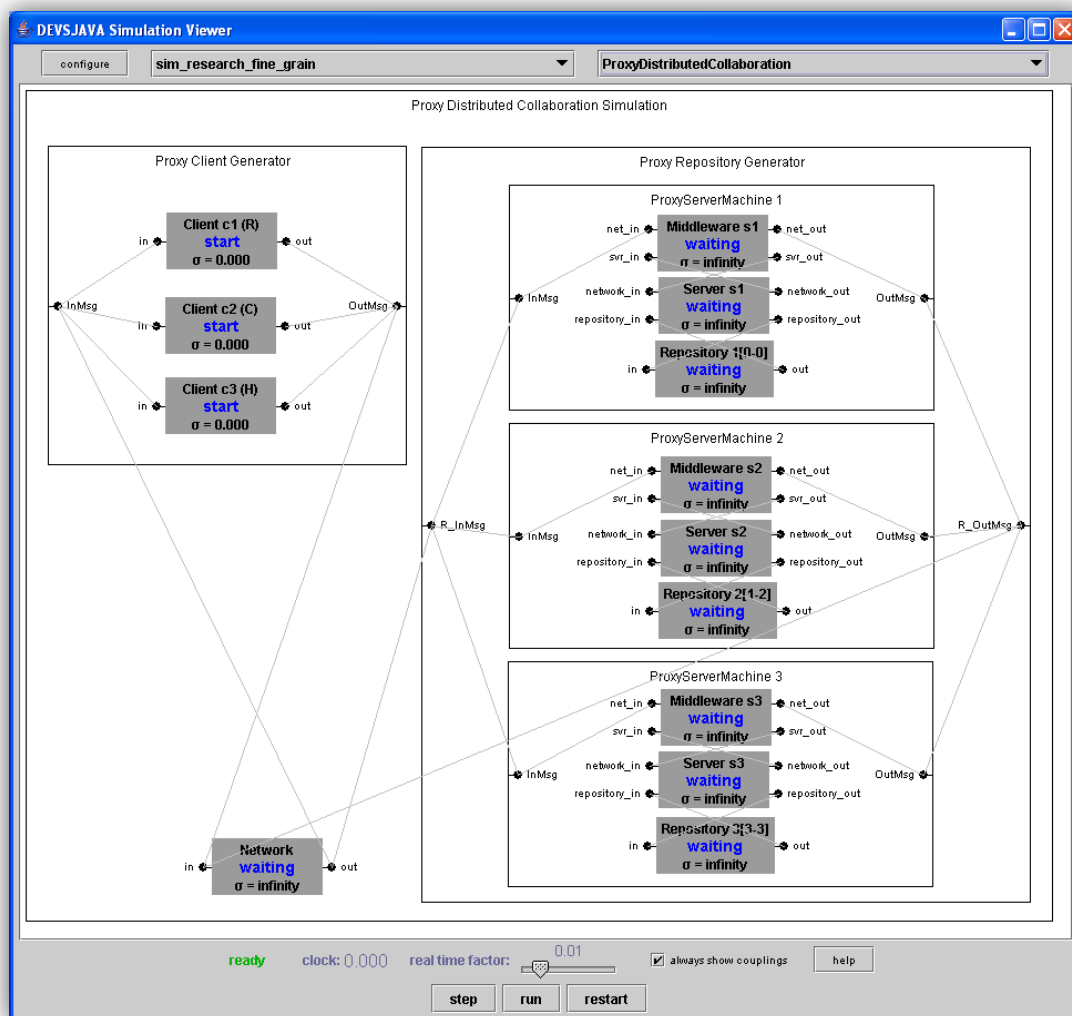 DEVSJAVA Simulation Viewer
configure
sim_research_fine_grain
ProxyDistributedCollaboration
Proxy Distributed Collaboration Simulation
Proxy Client Generator
Client c1 (R)
start
σ = 0.000
in
out
Client c2 (C)
start
σ = 0.000
in
out
Client c3 (H)
start
σ = 0.000
in
out
InMsg
OutMsg
Proxy Repository Generator
R_InMsg
R_OutMsg
ProxyServerMachine 1
InMsg
OutMsg
net_in
Middleware s1
net_out
waiting
svr_in
svr_out
σ = infinity
network_in
Server s1
network_out
waiting
repository_in
repository_out
σ = infinity
Repository 1[0-0]
in
waiting
out
σ = infinity
ProxyServerMachine 2
InMsg
OutMsg
net_in
Middleware s2
net_out
waiting
svr_in
svr_out
σ = infinity
network_in
Server s2
network_out
waiting
repository_in
repository_out
σ = infinity
Repository 2[1-2]
in
waiting
out
σ = infinity
ProxyServerMachine 3
InMsg
OutMsg
net_in
Middleware s3
net_out
waiting
svr_in
svr_out
σ = infinity
network_in
Server s3
network_out
waiting
repository_in
repository_out
σ = infinity
Repository 3[3-3]
in
waiting
out
σ = infinity
Network
in
waiting
out
σ = infinity
ready
clock: 0.000
real time factor:
0.01
always show couplings
help
step
run
restart